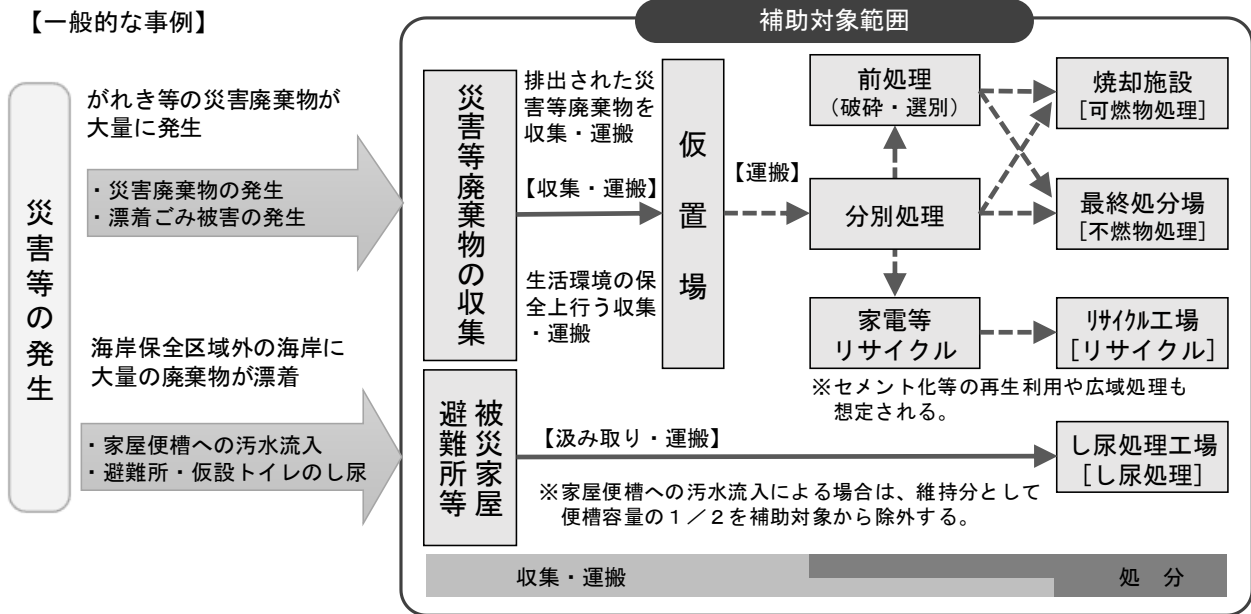 【一般的な事例】
補助対象範囲
災害等の発生
がれき等の災害廃棄物が
大量に発生
・災害廃棄物の発生
・漂着ごみ被害の発生
海岸保全区域外の海岸に
大量の廃棄物が漂着
・家屋便槽への汚水流入
・避難所・仮設トイレのし尿
災害等廃棄物の収集
排出された災
害等廃棄物を
収集・運搬
【収集・運搬】
生活環境の保
全上行う収集
・運搬
仮置場
【運搬】
前処理
（破砕・選別）
分別処理
家電等
リサイクル
焼却施設
［可燃物処理］
最終処分場
［不燃物処理］
ﾘｻｲｸﾙ工場
［リサイクル］
※セメント化等の再生利用や広域処理も
想定される。
被災家屋
避難所等
【汲み取り・運搬】
し尿処理工場
［し尿処理］
※家屋便槽への汚水流入による場合は、維持分として
便槽容量の１／２を補助対象から除外する。
収集・運搬
処　分